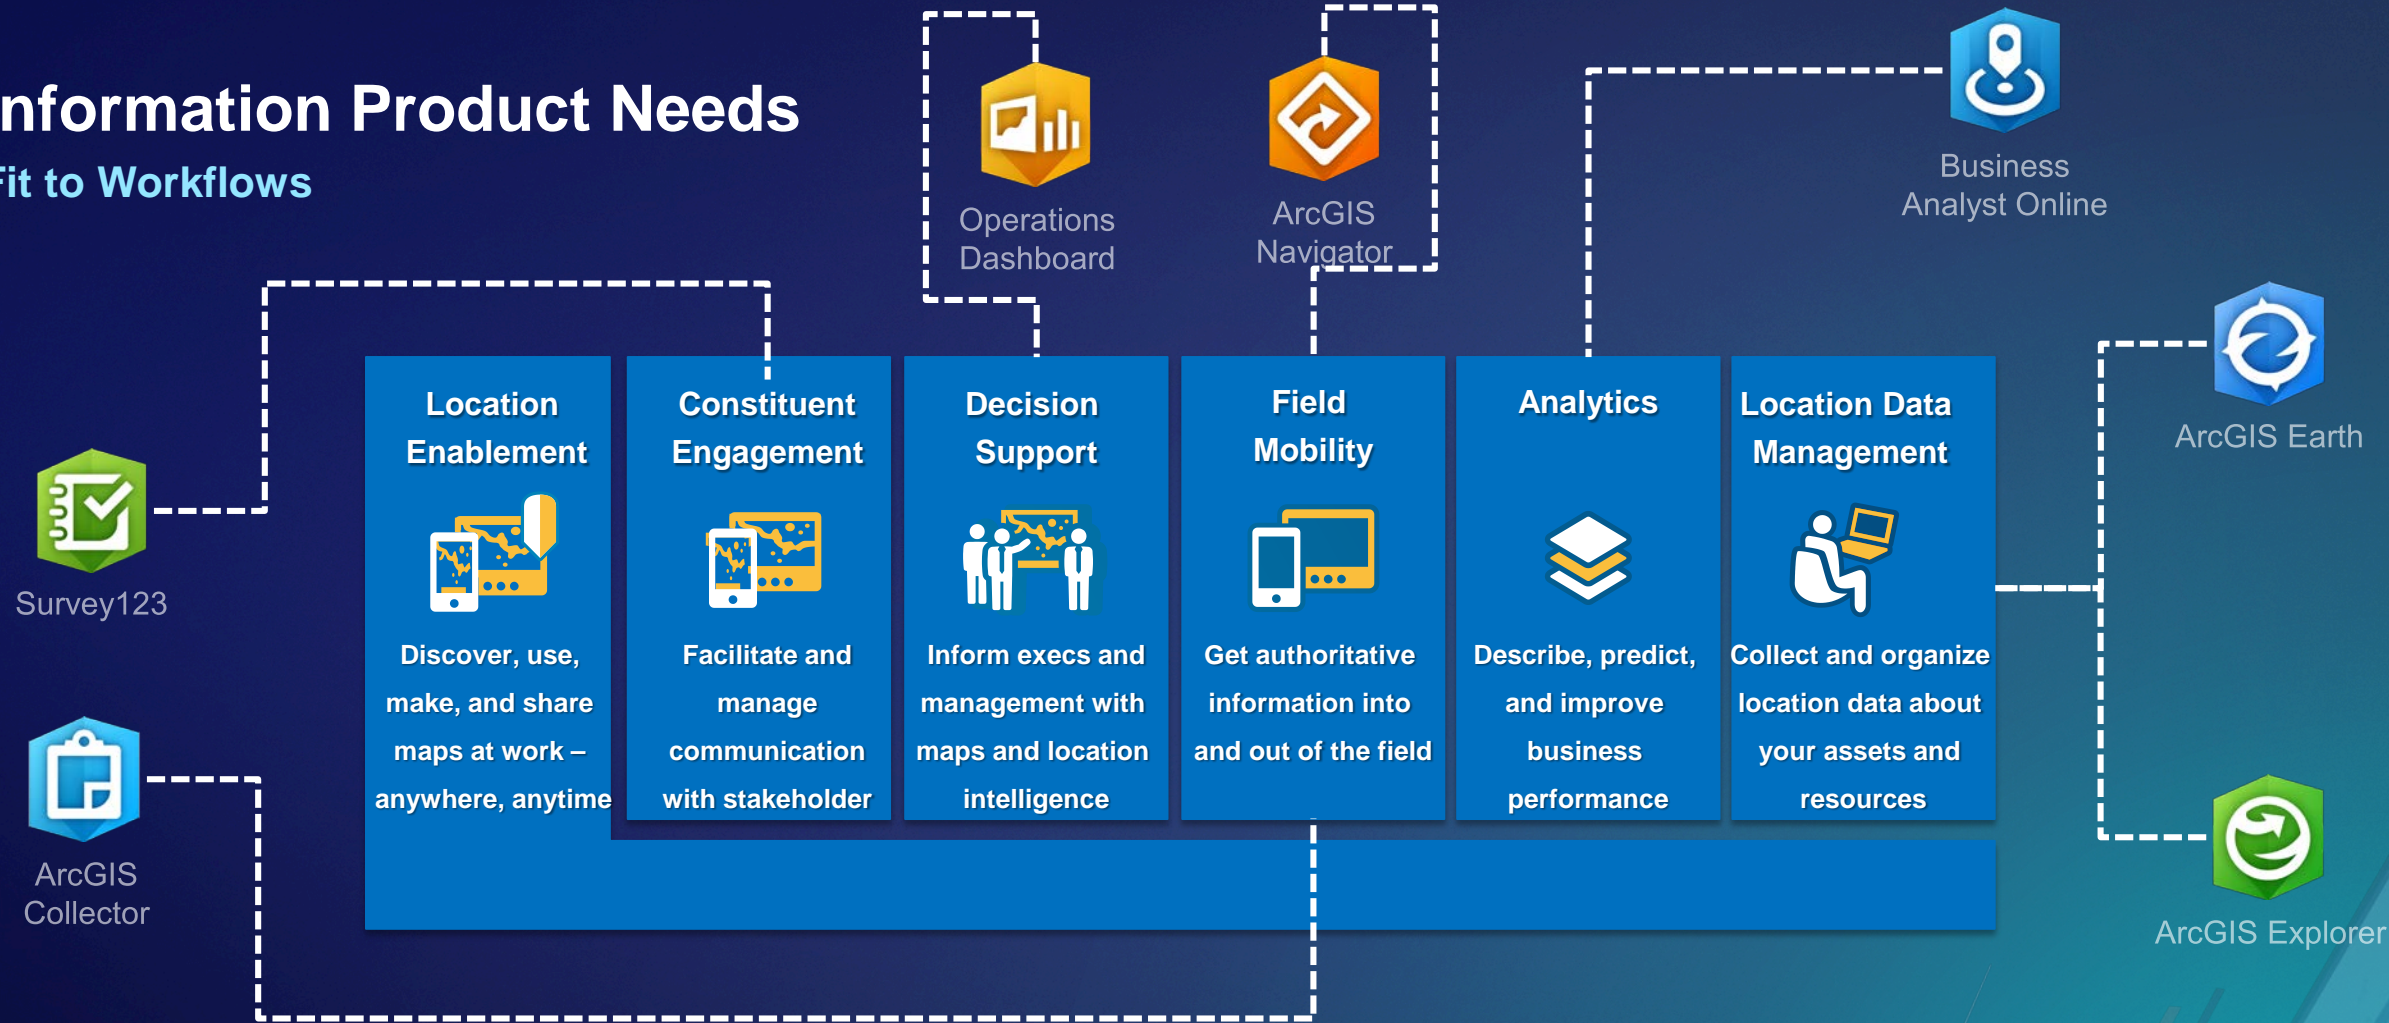 nformation Product Needs
Fit to Workflows
Operations
Dashboard
ArcGIS
Navigator
Business
Analyst Online
ArcGIS Earth
ArcGIS Explorer
Survey123
ArcGIS
Collector
Location
Enablement
Discover, use,
make, and share
maps at work –
anywhere, anytime
Constituent
Engagement
Facilitate and
manage
communication
with stakeholder
Decision
Support
Inform execs and
management with
maps and location
intelligence
Field
Mobility
Get authoritative
information into
and out of the field
Analytics
Describe, predict,
and improve
business
performance
Location Data
Management
Collect and organize
location data about
your assets and
resources